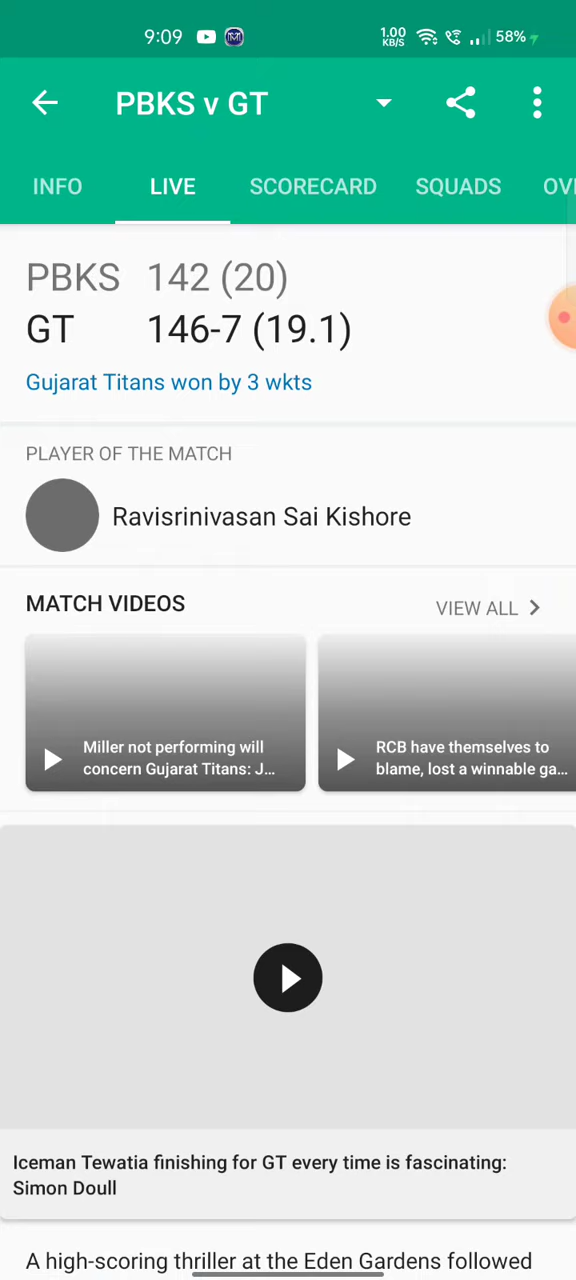 9:09
1.00 KB/S
58%
PBKS v GT
INFO LIVE SCORECARD SQUADS OV
PBKS 142 (20)
GT 146-7 (19.1)
Gujarat Titans won by 3 wkts
PLAYER OF THE MATCH
Ravisrinivasan Sai Kishore
MATCH VIDEOS
VIEW ALL
Miller not performing will
concern Gujarat Titans: J...
RCB have themselves to
blame, lost a winnable ga...
Iceman Tewatia finishing for GT every time is fascinating:
Simon Doull
A high-scoring thriller at the Eden Gardens followed